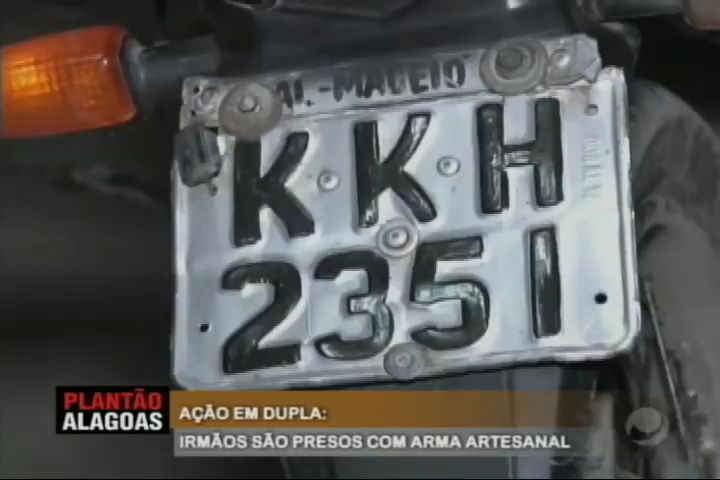 AL-MACEIO
KKH
2351
PLANTÃO
ALAGOAS
AÇÃO EM DUPLA:
IRMÃOS SÃO PRESOS COM ARMA ARTESANAL